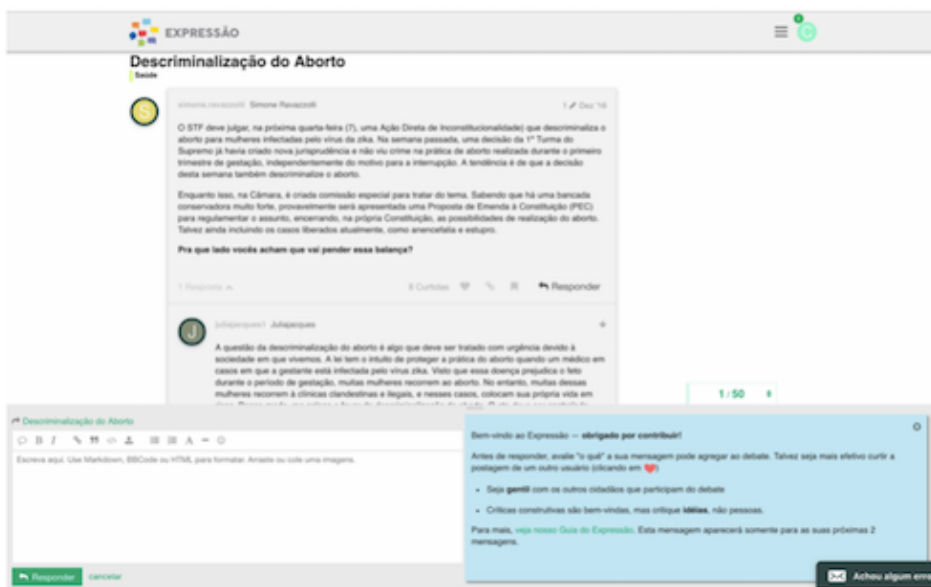 EXPRESSÃO
Descriminalização do Aborto
Saúde
simone.ravazzolli Simone Ravazzolli 1 Dez '16
O STF deve julgar, na próxima quarta-feira (7), uma Ação Direta de Inconstitucionalidade) que descriminaliza o
aborto para mulheres infectadas pelo vírus da zika. Na semana passada, uma decisão da 1ª Turma do
Supremo já havia criado nova jurisprudência e não viu crime na prática de aborto realizada durante o primeiro
trimestre de gestação, independentemente do motivo para a interrupção. A tendência é de que a decisão
desta semana também descriminalize o aborto.
Enquanto isso, na Câmara, é criada comissão especial para tratar do tema. Sabendo que há uma bancada
conservadora muito forte, provavelmente será apresentada uma Proposta de Emenda à Constituição (PEC)
para regulamentar o assunto, encerrando, na própria Constituição, as possibilidades de realização do aborto.
Talvez ainda incluindo os casos liberados atualmente, como anencefalia e estupro.
Pra que lado vocês acham que vai pender essa balança?
1 Resposta 8 Curtidas Responder
juliajacques1 Juliajacques
A questão da descriminalização do aborto é algo que deve ser tratado com urgência devido à
sociedade em que vivemos. A lei tem o intuito de proteger a prática do aborto quando um médico em
casos em que a gestante está infectada pelo vírus zika. Visto que essa doença prejudica o feto
durante o período de gestação, muitas mulheres recorrem ao aborto. No entanto, muitas dessas
mulheres recorrem à clínicas clandestinas e ilegais, e nesses casos, colocam sua própria vida em
1 / 50
Descriminalização do Aborto
Escreva aqui. Use Markdown, BBCode ou HTML para formatar. Arraste ou cole uma imagens.
Responder cancelar
Bem-vindo ao Expressão — obrigado por contribuir!
Antes de responder, avalie "o quê" a sua mensagem pode agregar ao debate. Talvez seja mais efetivo curtir a
postagem de um outro usuário (clicando em )
Seja gentil com os outros cidadãos que participam do debate
Críticas construtivas são bem-vindas, mas critique idéias, não pessoas.
Para mais, veja nosso Guia do Expressão. Esta mensagem aparecerá somente para as suas próximas 2
mensagens.
Achou algum erro